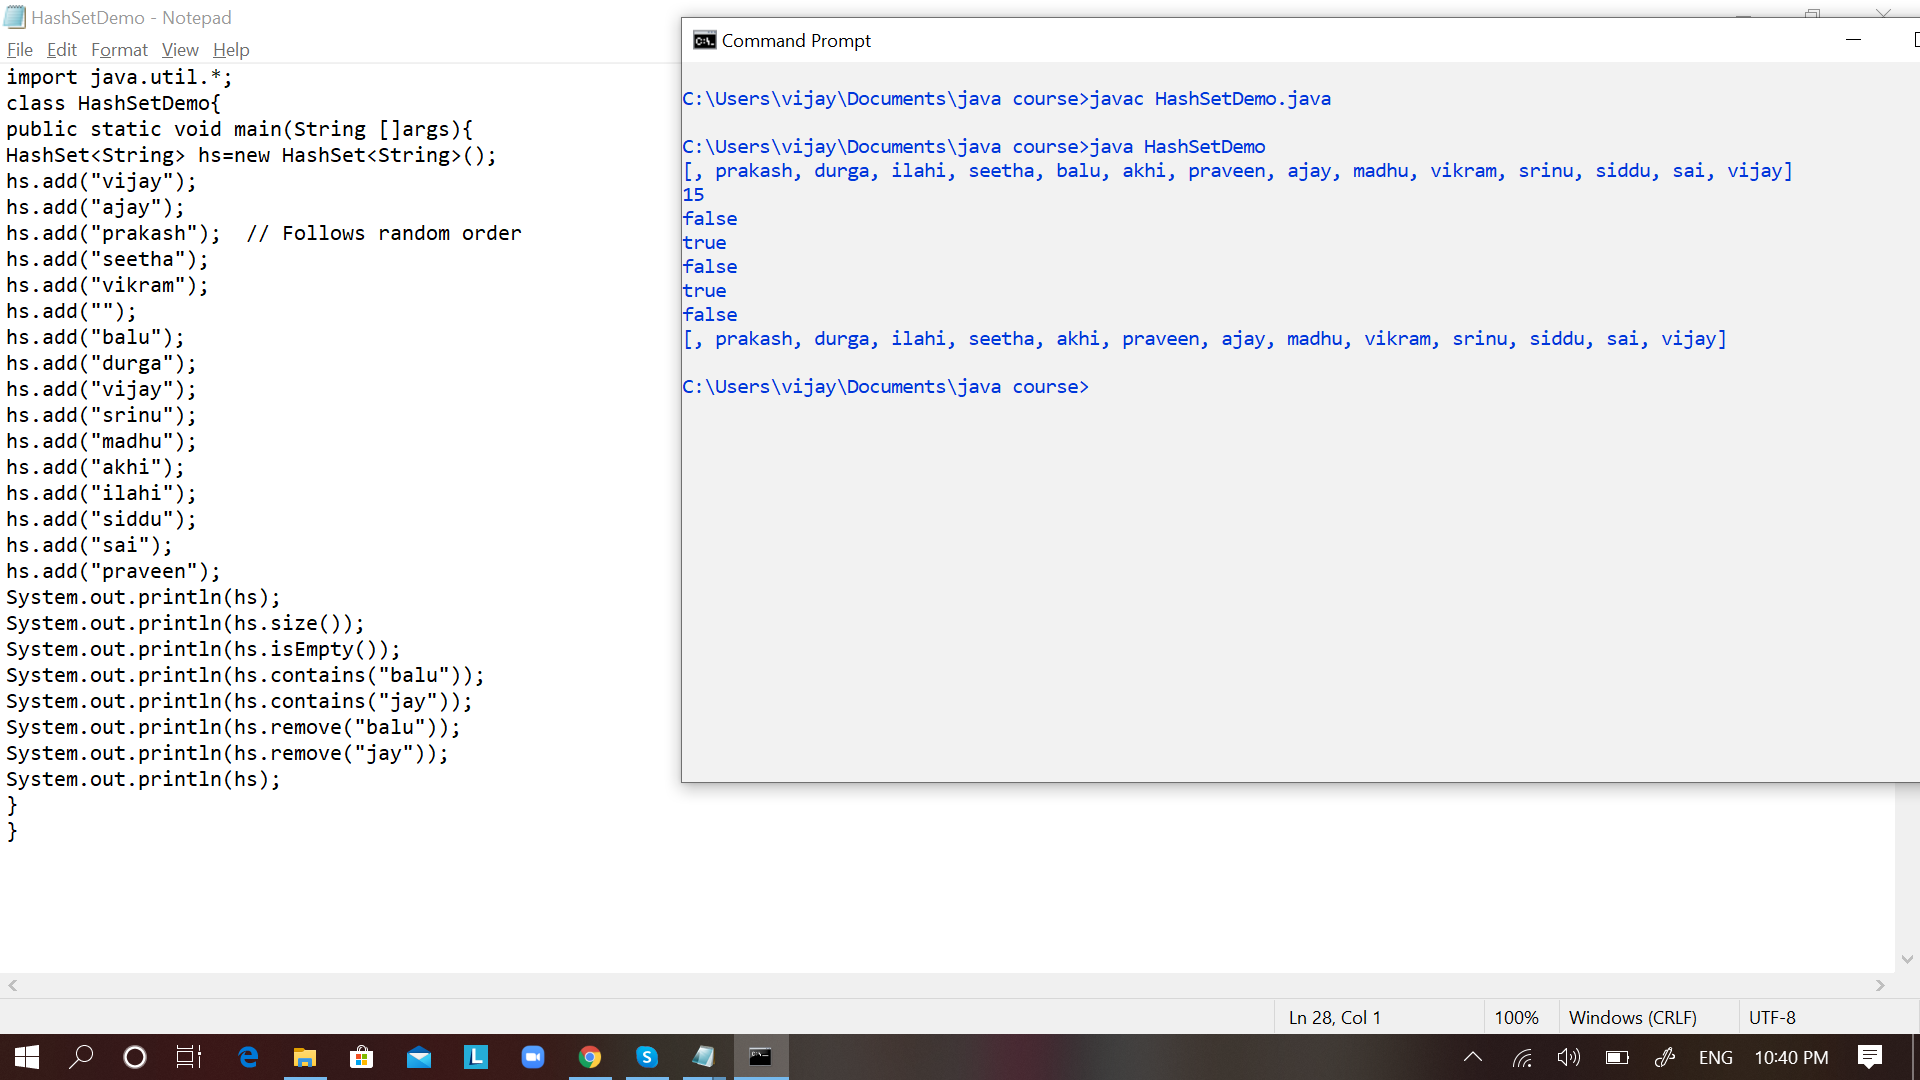 HashSetDemo - Notepad
File Edit Format View Help
import java.util.*;
class HashSetDemo{
public static void main(String []args){
HashSet<String> hs=new HashSet<String>();
hs.add("vijay");
hs.add("ajay");
hs.add("prakash");  // Follows random order
hs.add("seetha");
hs.add("vikram");
hs.add("");
hs.add("balu");
hs.add("durga");
hs.add("vijay");
hs.add("srinu");
hs.add("madhu");
hs.add("akhi");
hs.add("ilahi");
hs.add("siddu");
hs.add("sai");
hs.add("praveen");
System.out.println(hs);
System.out.println(hs.size());
System.out.println(hs.isEmpty());
System.out.println(hs.contains("balu"));
System.out.println(hs.contains("jay"));
System.out.println(hs.remove("balu"));
System.out.println(hs.remove("jay"));
System.out.println(hs);
}
}
Command Prompt
C:\Users\vijay\Documents\java course>javac HashSetDemo.java
C:\Users\vijay\Documents\java course>java HashSetDemo
[, prakash, durga, ilahi, seetha, balu, akhi, praveen, ajay, madhu, vikram, srinu, siddu, sai, vijay]
15
false
true
false
true
false
[, prakash, durga, ilahi, seetha, akhi, praveen, ajay, madhu, vikram, srinu, siddu, sai, vijay]
C:\Users\vijay\Documents\java course>
Ln 28, Col 1 100% Windows (CRLF) UTF-8
ENG 10:40 PM